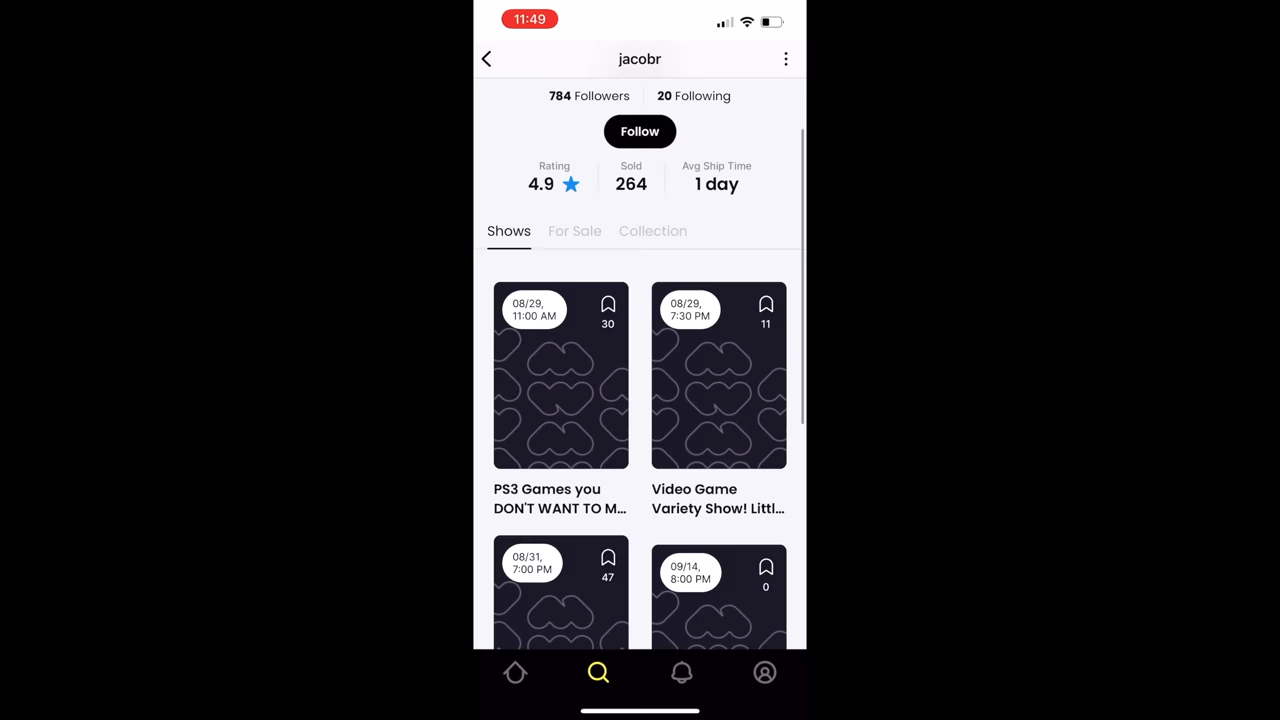 11:49
jacobr
784 Followers 20 Following
Follow
Rating Sold Avg Ship Time
4.9 264 1 day
Shows For Sale Collection
08/29, 08/29,
11:00 AM 7:30 PM
30 11
PS3 Games you Video Game
DON'T WANT TO M... Variety Show! Littl...
08/31, 09/14,
7:00 PM 8:00 PM
47 0